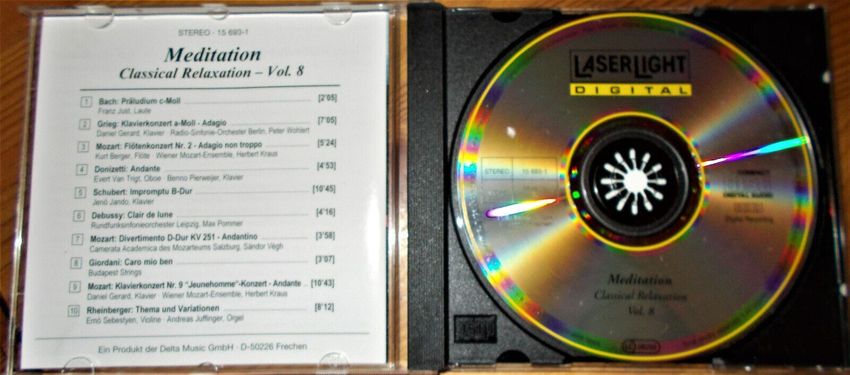 STEREO · 15 693-1
Meditation
Classical Relaxation – Vol. 8
1 Bach: Präludium c-Moll [2'05]
Franz Just, Laute
2 Grieg: Klavierkonzert a-Moll - Adagio [7'05]
Daniel Gerard, Klavier · Radio-Sinfonie-Orchester Berlin, Peter Wohlert
3 Mozart: Flötenkonzert Nr. 2 - Adagio non troppo [5'24]
Kurt Berger, Flöte · Wiener Mozart-Ensemble, Herbert Kraus
4 Donizetti: Andante [4'53]
Evert Van Trigt, Oboe · Benno Pierweijer, Klavier
5 Schubert: Impromptu B-Dur [10'45]
Jenö Jando, Klavier
6 Debussy: Clair de lune [4'16]
Rundfunksinfonieorchester Leipzig, Max Pommer
7 Mozart: Divertimento D-Dur KV 251 - Andantino [3'58]
Camerata Academica des Mozarteums Salzburg, Sándor Végh
8 Giordani: Caro mio ben [3'07]
Budapest Strings
9 Mozart: Klavierkonzert Nr. 9 "Jeunehomme"-Konzert - Andante .. [10'43]
Daniel Gerard, Klavier · Wiener Mozart-Ensemble, Herbert Kraus
10 Rheinberger: Thema und Variationen [8'12]
Ernö Sebestyen, Violine · Andreas Juffinger, Orgel
Ein Produkt der Delta Music GmbH · D-50226 Frechen
LASERLIGHT
DIGITAL
STEREO 15 693-1
COMPACT
DIGITAL AUDIO
Digital Recording
Meditation
Classical Relaxation
Vol. 8